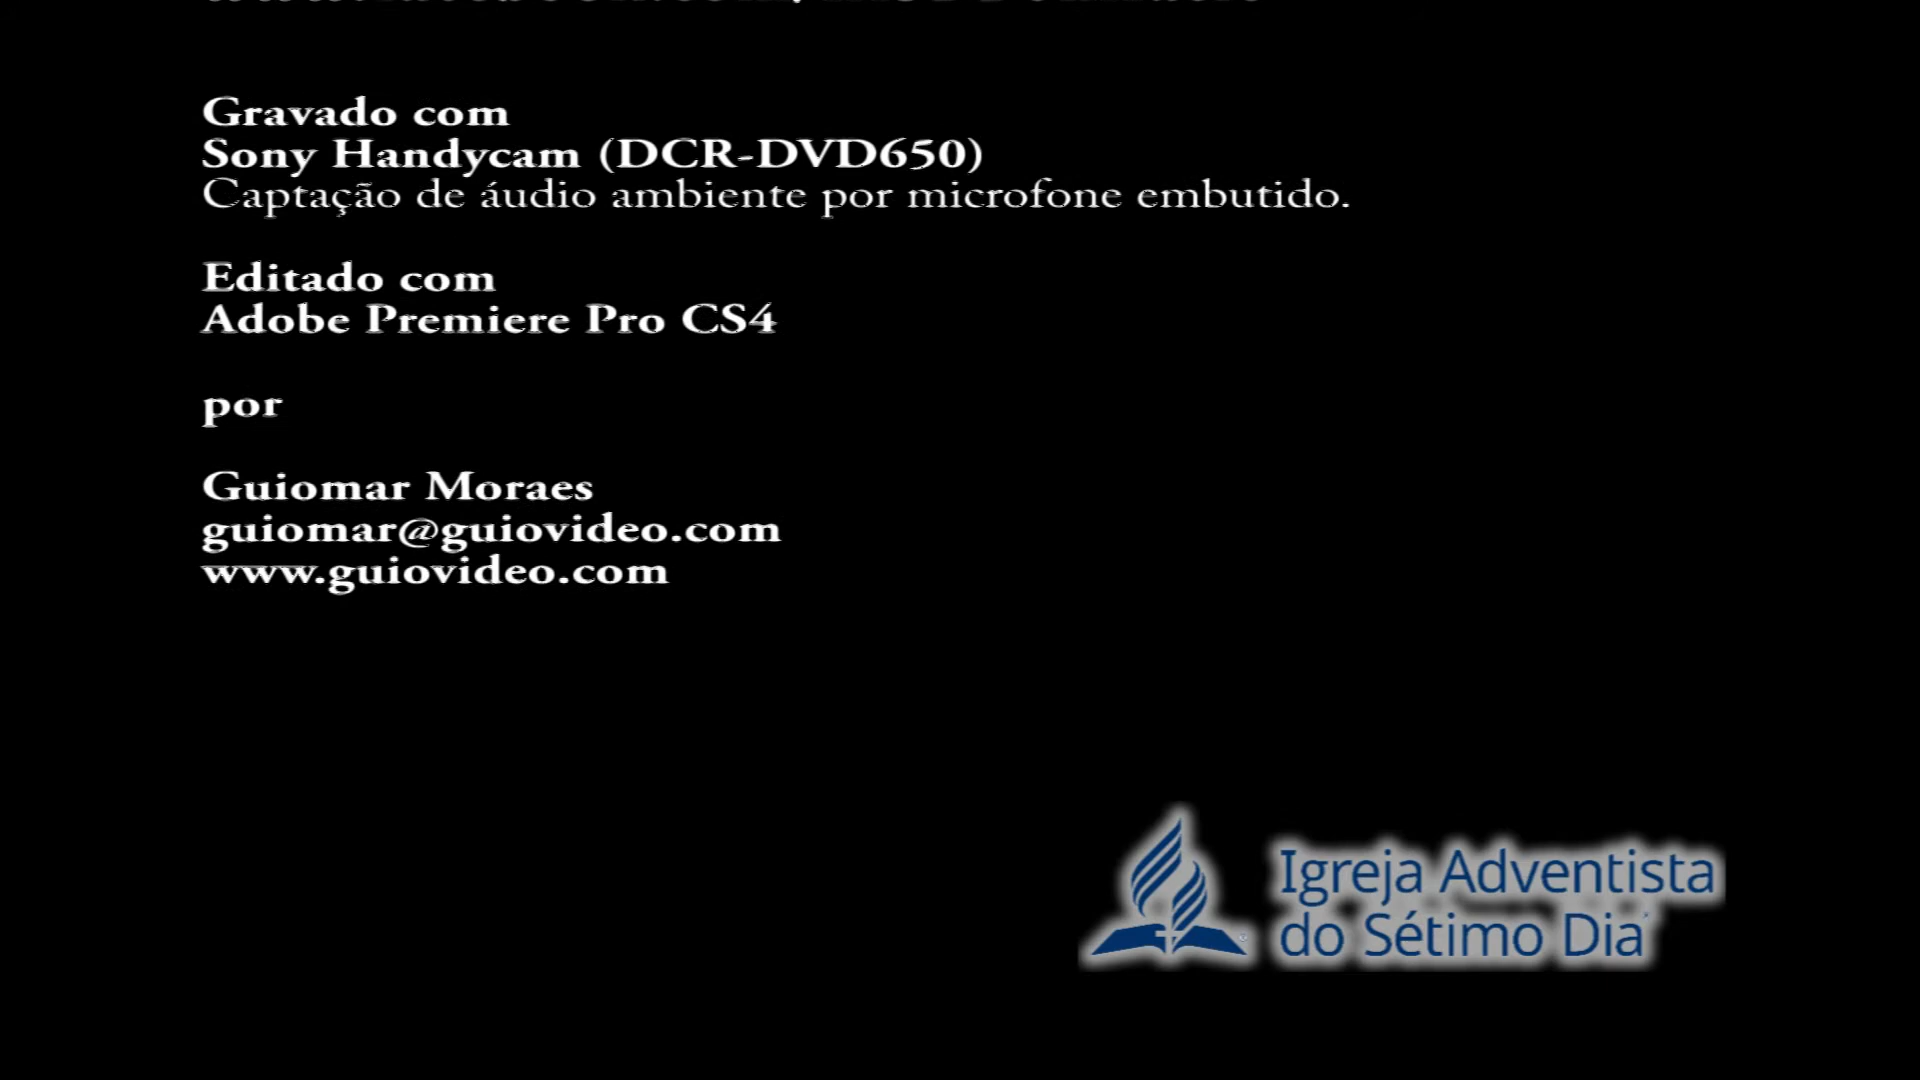 Gravado com
Sony Handycam (DCR-DVD650)
Captação de áudio ambiente por microfone embutido.
Editado com
Adobe Premiere Pro CS4
por
Guiomar Moraes
guiomar@guiovideo.com
www.guiovideo.com
Igreja Adventista
do Sétimo Dia